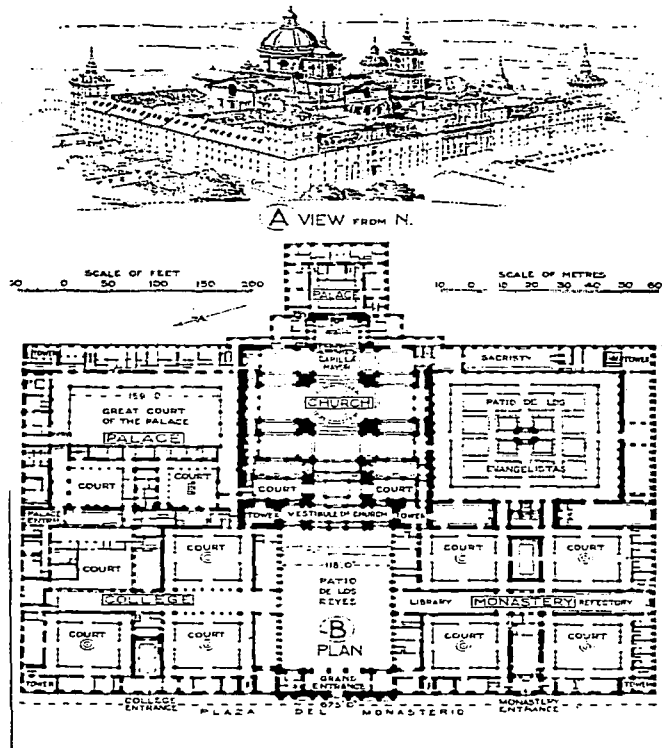 A VIEW FROM N.
SCALE OF FEET
SCALE OF METRES
0 50 100 150 200
10 0 10 20 30 40 50 60
PALACE
TOWER
CAPILLA
MAYOR
SACRISTY
TOWER
159' 0"
GREAT COURT
OF THE PALACE
PALACE
CHURCH
PATIO DE LOS
EVANGELISTAS
COURT
COURT
COURT
COURT
TOWER
VESTIBULE OF CHURCH
TOWER
COURT
COURT
118' 0"
COURT
COURT
PATIO
DE LOS
REYES
COLLEGE
LIBRARY
MONASTERY
REFECTORY
COURT
COURT
B
PLAN
COURT
COURT
TOWER
GRAND
ENTRANCE
TOWER
675' 0"
COLLEGE
ENTRANCE
PLAZA DEL MONASTERIO
MONASTERY
ENTRANCE